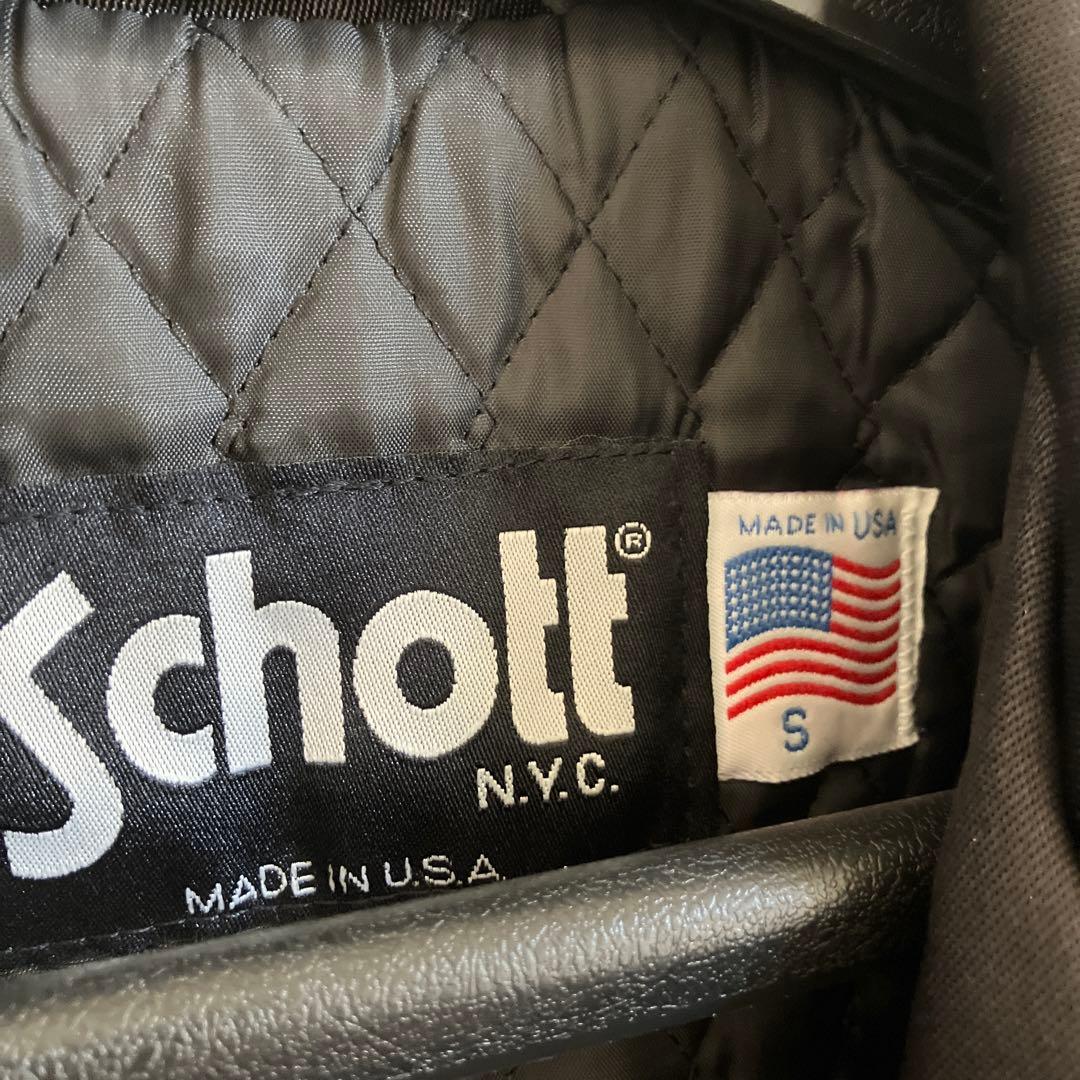 Schott®
N.Y.C.
MADE IN U.S.A.
MADE IN USA
S